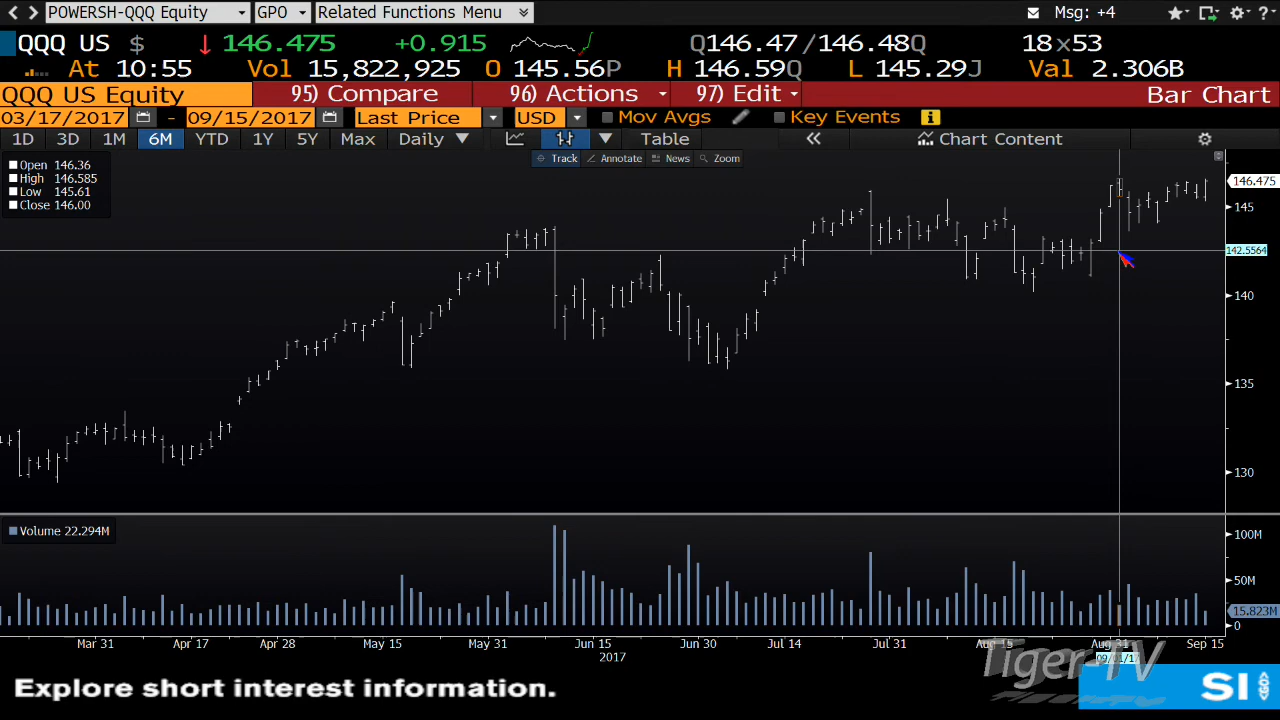 POWERSH-QQQ Equity GPO Related Functions Menu Msg: +4 ?
QQQ US $ 146.475 +0.915 Q146.47/146.48Q 18x53
At 10:55 Vol 15,822,925 O 145.56P H 146.59Q L 145.29J Val 2.306B
QQQ US Equity 95) Compare 96) Actions 97) Edit Bar Chart
03/17/2017 - 09/15/2017 Last Price USD Mov Avgs Key Events i
1D 3D 1M 6M YTD 1Y 5Y Max Daily Table « Chart Content
Track Annotate News Zoom
Open 146.36
High 146.585
Low 145.61
Close 146.00
146.475
145
142.5564
140
135
130
Volume 22.294M
100M
50M
15.823M
0
Mar 31 Apr 17 Apr 28 May 15 May 31 Jun 15 Jun 30 Jul 14 Jul 31 Aug 15 Aug 31 Sep 15
2017 09/01/17
Tiger-TV
Explore short interest information.
SI